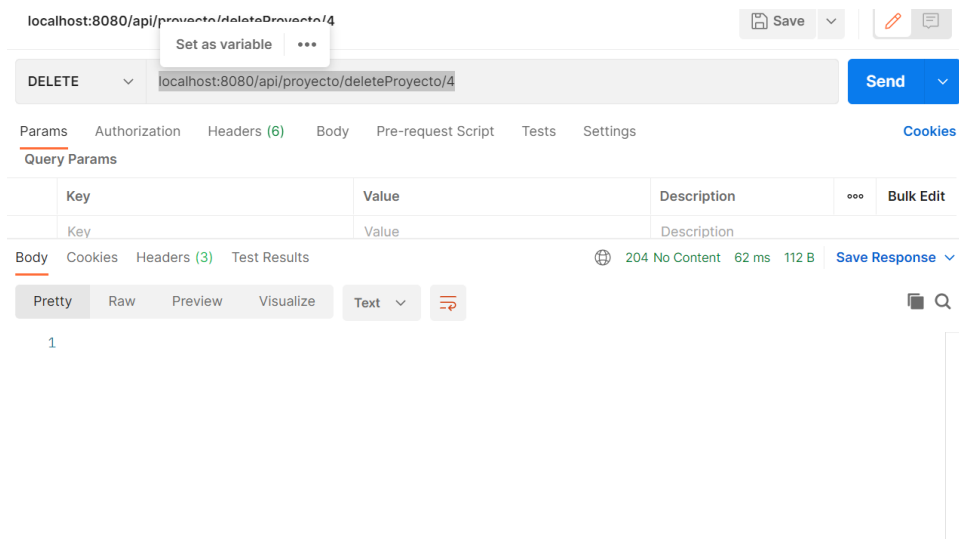 localhost:8080/api/proyecto/deleteProyecto/4
Save
Set as variable
DELETE localhost:8080/api/proyecto/deleteProyecto/4 Send
Params Authorization Headers (6) Body Pre-request Script Tests Settings Cookies
Query Params
Key Value Description Bulk Edit
Key Value Description
Body Cookies Headers (3) Test Results 204 No Content 62 ms 112 B Save Response
Pretty Raw Preview Visualize Text
1